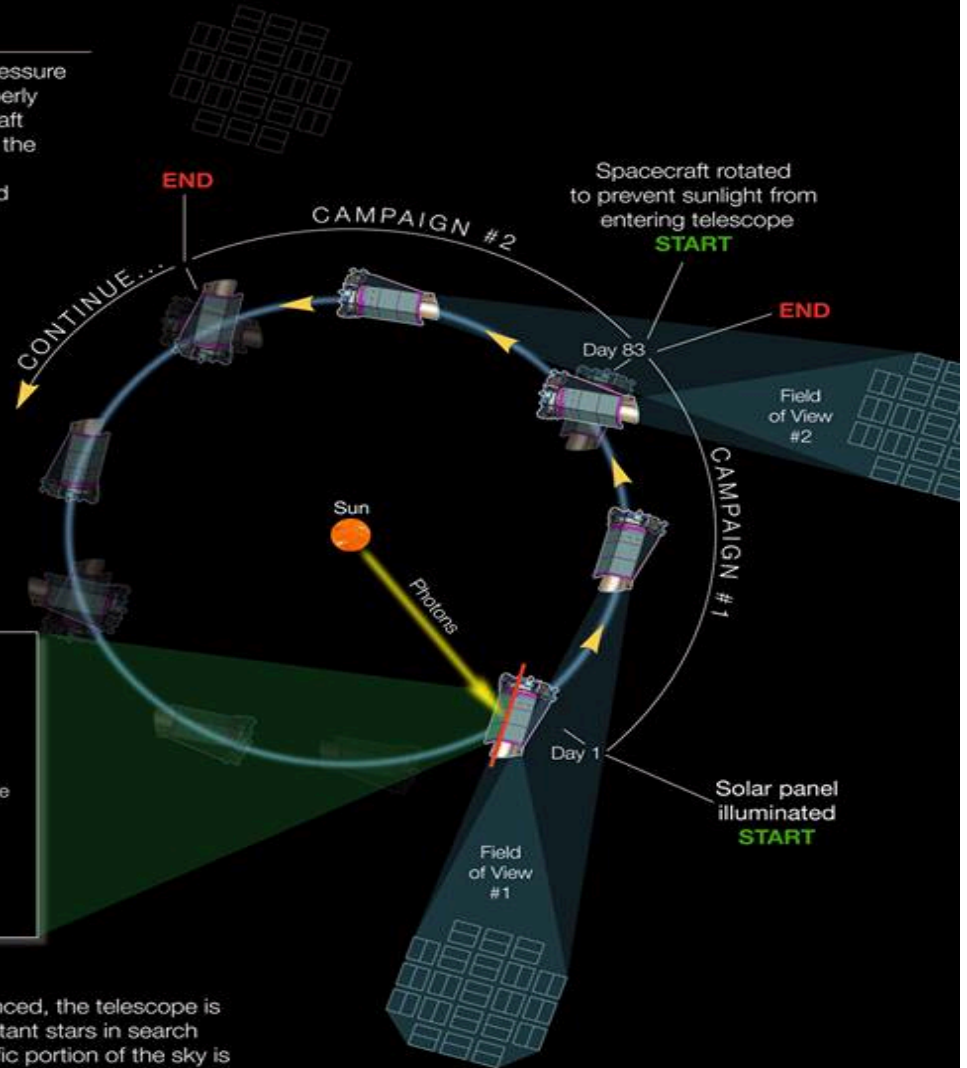 essure
perly
aft
the
d
END
CAMPAIGN #2
Spacecraft rotated
to prevent sunlight from
entering telescope
START
CONTINUE...
END
Day 83
Field
of View
#2
CAMPAIGN #1
Sun
Photons
Day 1
e
Solar panel
illuminated
START
Field
of View
#1
nced, the telescope is
tant stars in search
fic portion of the sky is